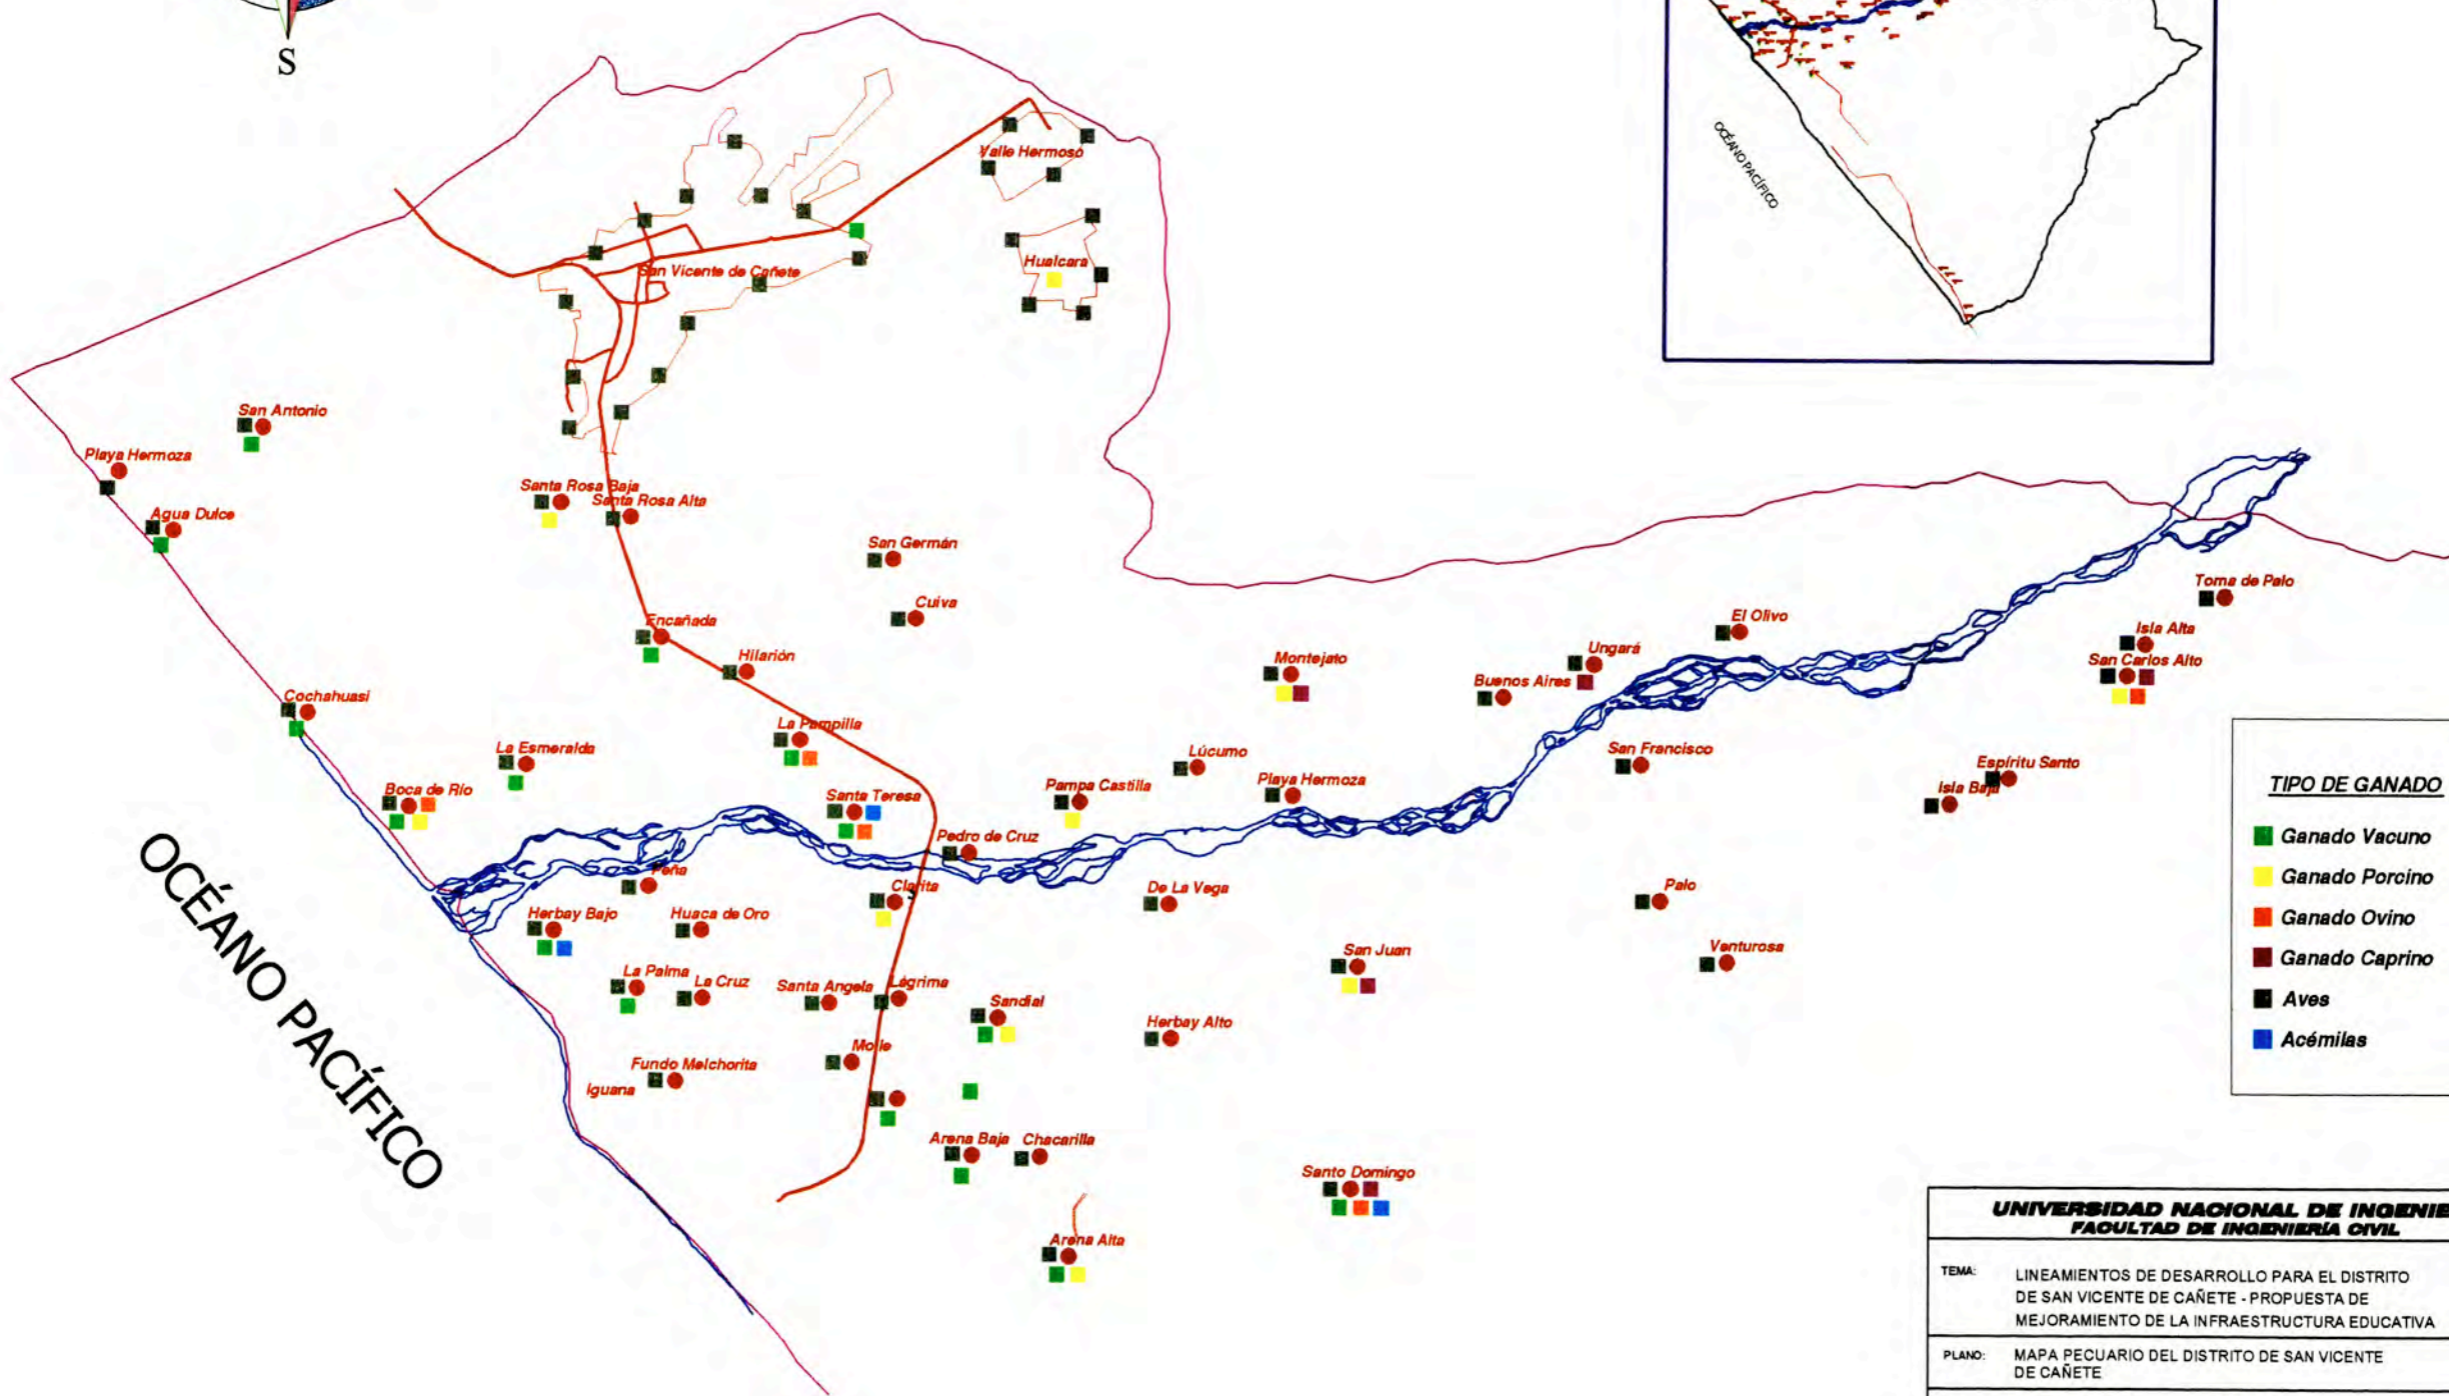 S
OCÉANO PACÍFICO
Valle Hermoso
San Vicente de Cañete
Hualcara
San Antonio
Playa Hermoza
Agua Dulce
Santa Rosa Baja
Santa Rosa Alta
San Germán
Cuiva
Encañada
Hilarión
Toma de Palo
El Olivo
Isla Alta
Ungará
San Carlos Alto
Montejato
Buenos Aires
Cochahuasi
La Pampilla
La Esmeralda
Lúcumo
San Francisco
Espíritu Santo
Boca de Río
Santa Teresa
Pampa Castilla
Playa Hermoza
Isla Baja
Pedro de Cruz
Peña
Clarita
De La Vega
Palo
Herbay Bajo
Huaca de Oro
San Juan
Venturosa
La Palma
La Cruz
Santa Angela
Lágrima
Sandial
Herbay Alto
Molle
Fundo Melchorita
Iguana
Arena Baja
Chacarilla
Santo Domingo
Arena Alta
OCÉANO PACÍFICO
TIPO DE GANADO
Ganado Vacuno
Ganado Porcino
Ganado Ovino
Ganado Caprino
Aves
Acémilas
UNIVERSIDAD NACIONAL DE INGENIE
FACULTAD DE INGENIERÍA CIVIL
TEMA: LINEAMIENTOS DE DESARROLLO PARA EL DISTRITO
DE SAN VICENTE DE CAÑETE - PROPUESTA DE
MEJORAMIENTO DE LA INFRAESTRUCTURA EDUCATIVA
PLANO: MAPA PECUARIO DEL DISTRITO DE SAN VICENTE
DE CAÑETE